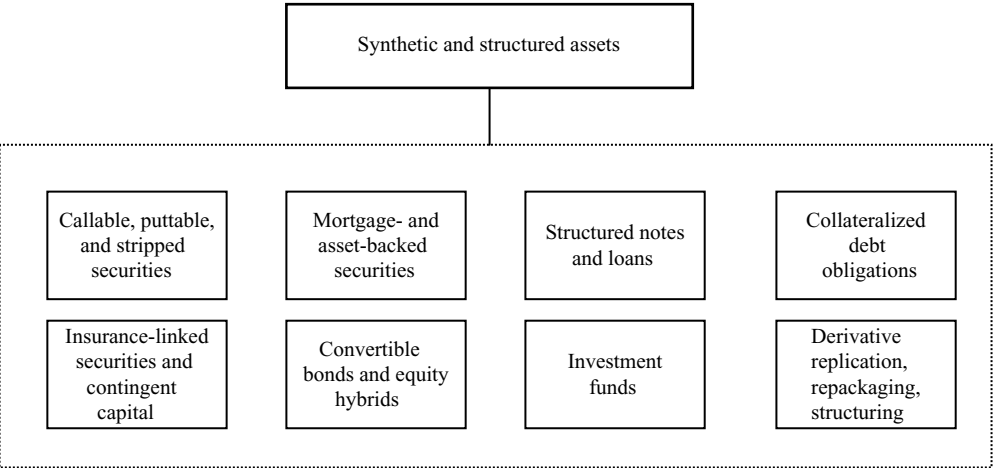 Synthetic and structured assets
Callable, puttable,
and stripped
securities
Mortgage- and
asset-backed
securities
Structured notes
and loans
Collateralized
debt
obligations
Insurance-linked
securities and
contingent
capital
Convertible
bonds and equity
hybrids
Investment
funds
Derivative
replication,
repackaging,
structuring